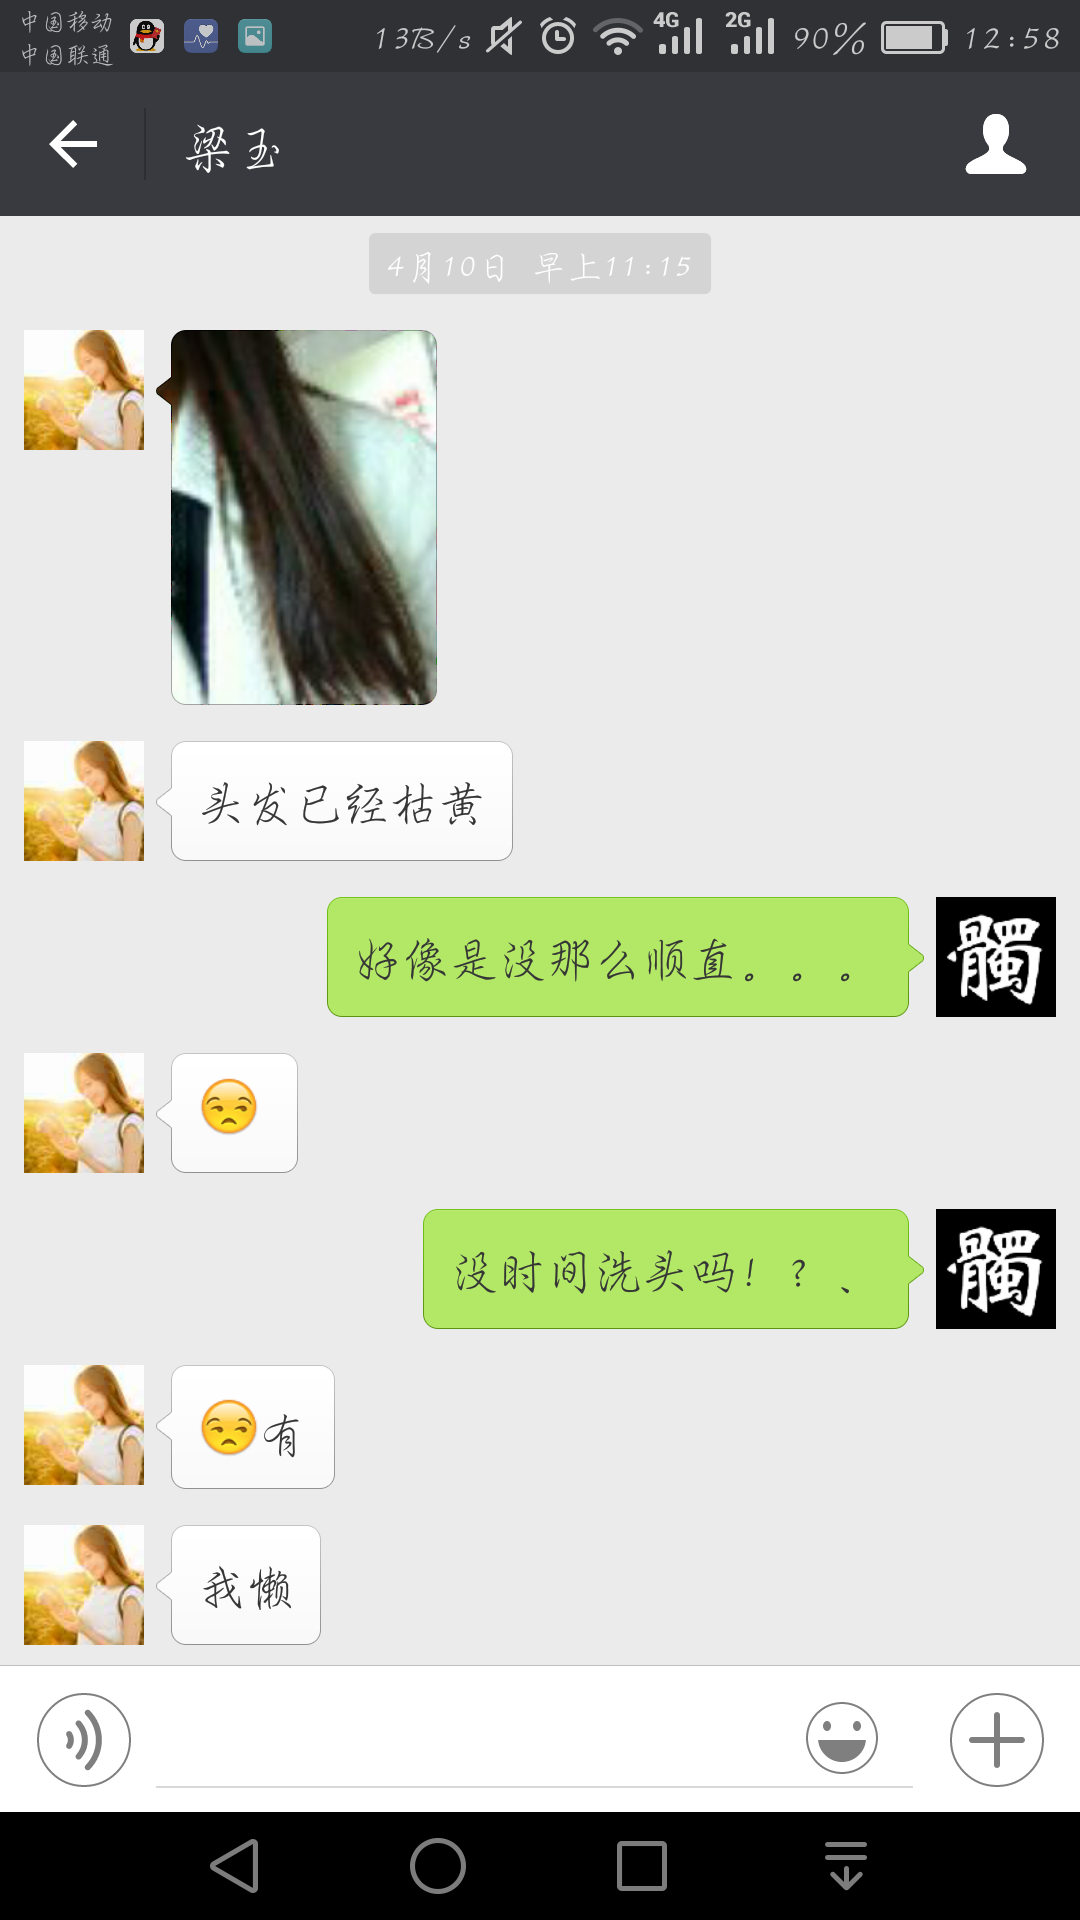 中国移动
中国联通
13B/s
4G
2G
90%
12:58
梁玉
4月10日 早上11:15
头发已经枯黄
好像是没那么顺直。。。
髑
😒
没时间洗头吗！？、
髑
😒有
我懒